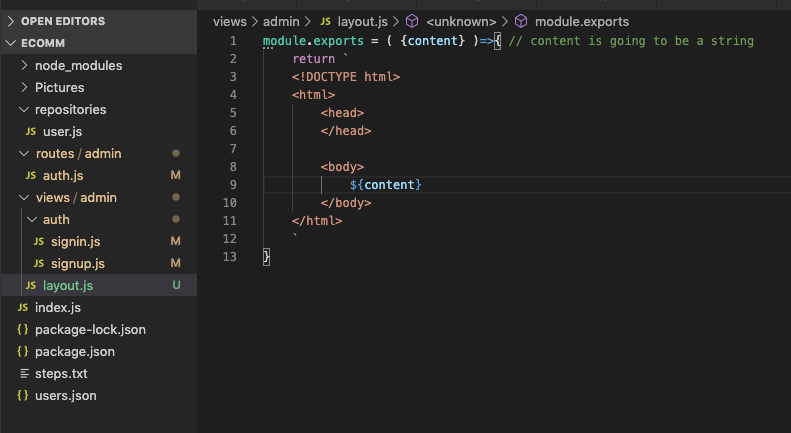 OPEN EDITORS
ECOMM
node_modules
Pictures
repositories
JS user.js
routes / admin
JS auth.js M
views / admin
auth
JS signin.js M
JS signup.js M
JS layout.js U
JS index.js
{} package-lock.json
{} package.json
steps.txt
users.json
views > admin > JS layout.js > <unknown> > module.exports
1 module.exports = ( {content} )=>{ // content is going to be a string
2 return `
3 <!DOCTYPE html>
4 <html>
5 <head>
6 </head>
7
8 <body>
9 ${content}
10 </body>
11 </html>
12 `
13 }